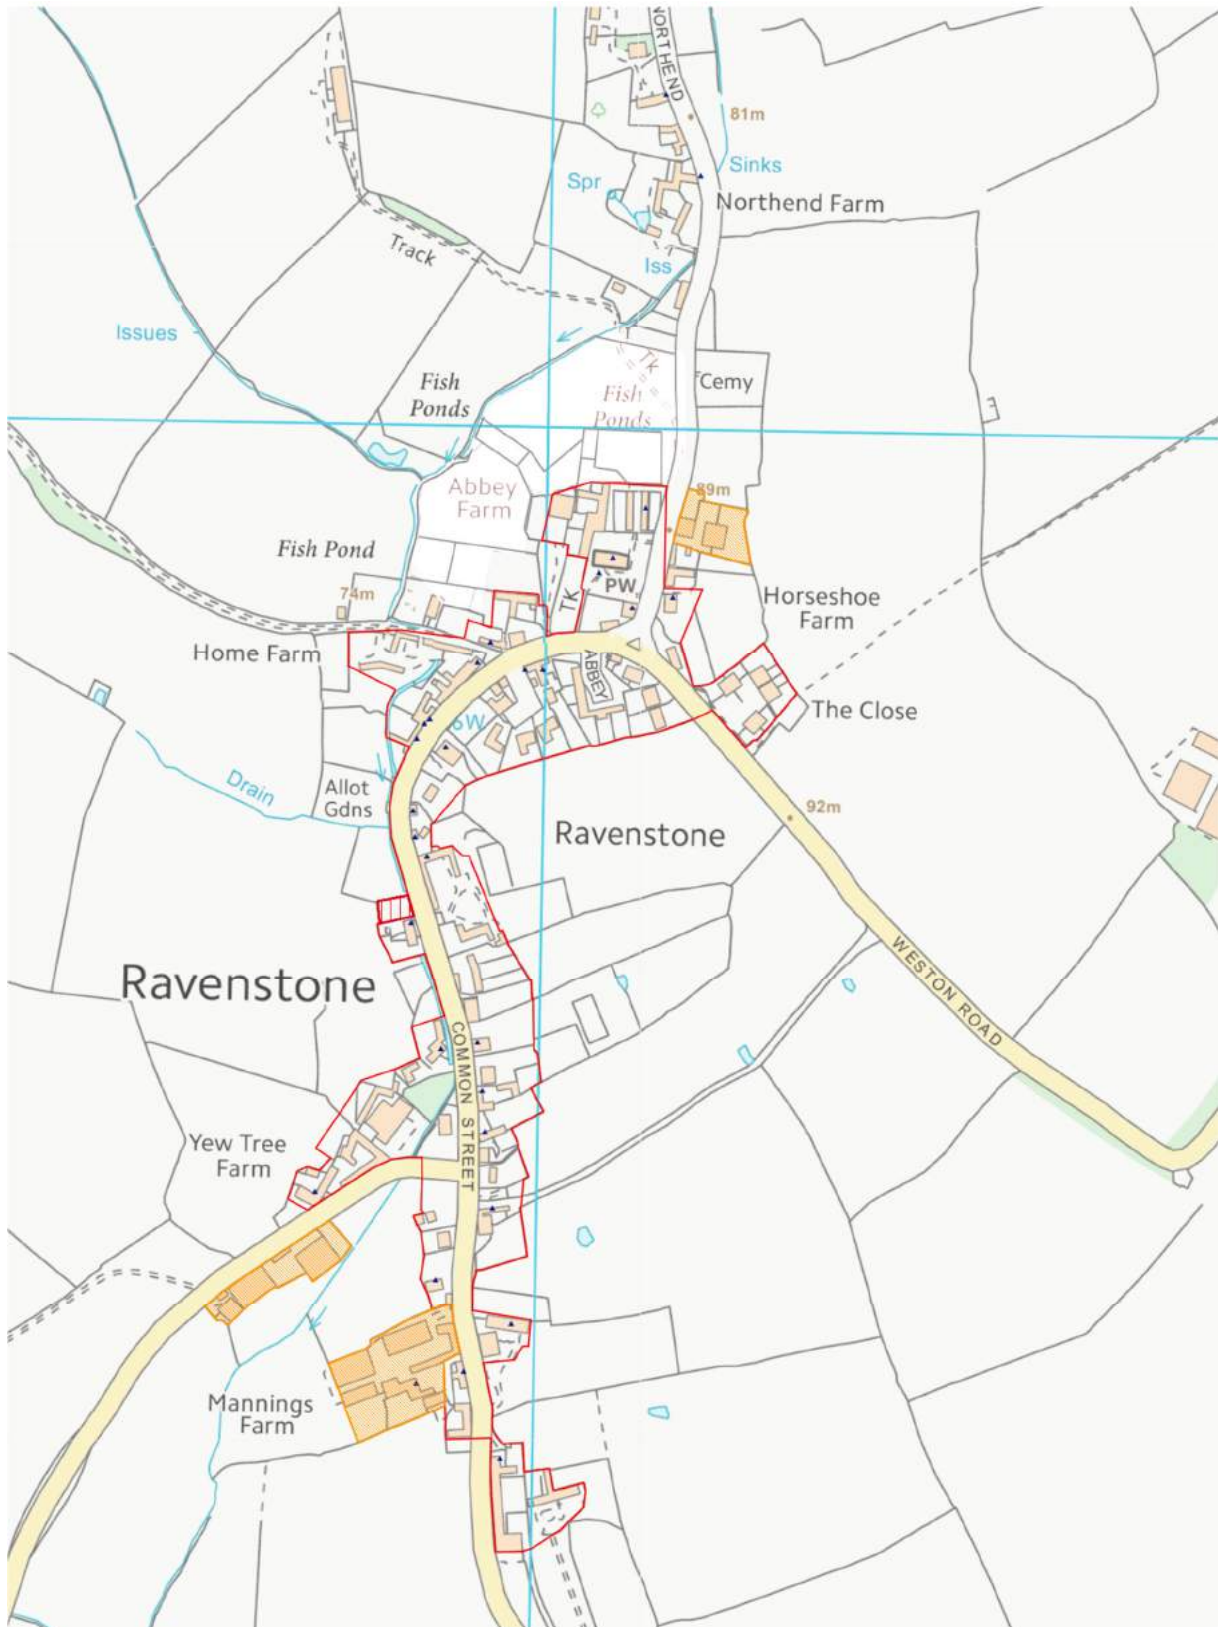 NORTHEND
81m
Sinks
Spr
Northend Farm
Track
Iss
Issues
Tk
Fish
Ponds
Cemy
Fish
Ponds
Abbey
Farm
89m
Fish Pond
PW
TK
74m
Horseshoe
Farm
Home Farm
ABBEY
The Close
Drain
Allot
Gdns
92m
Ravenstone
WESTON ROAD
Ravenstone
COMMON STREET
Yew Tree
Farm
Mannings
Farm